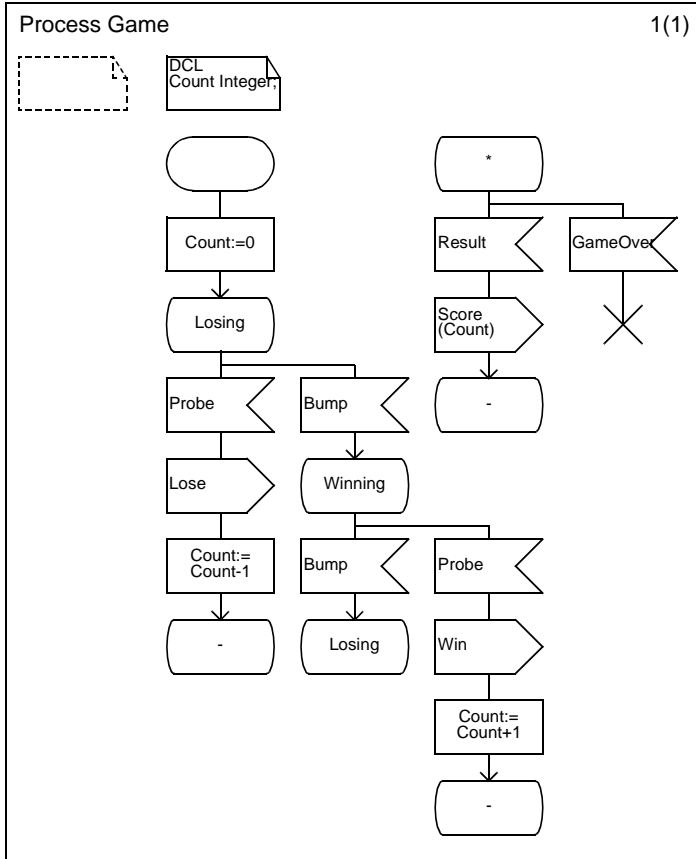 Process Game
1(1)
DCL
Count Integer;
*
Count:=0
Result
GameOver
Losing
Score
(Count)
Probe
Bump
-
Lose
Winning
Count:=
Count-1
Bump
Probe
-
Losing
Win
Count:=
Count+1
-